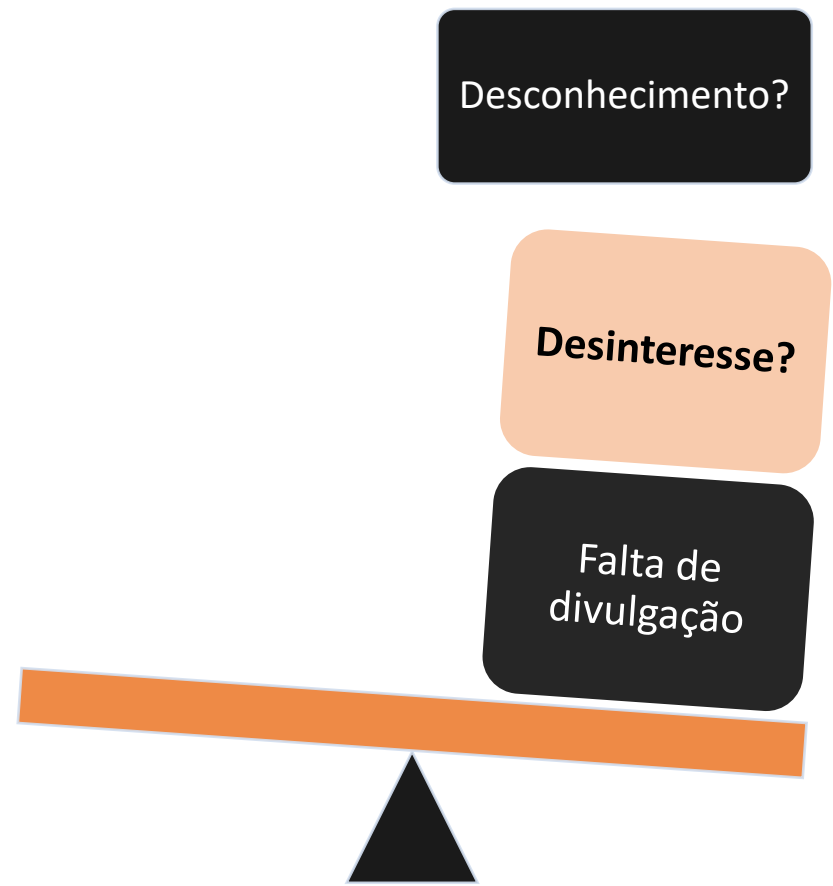 Desconhecimento?
Desinteresse?
Falta de
divulgação